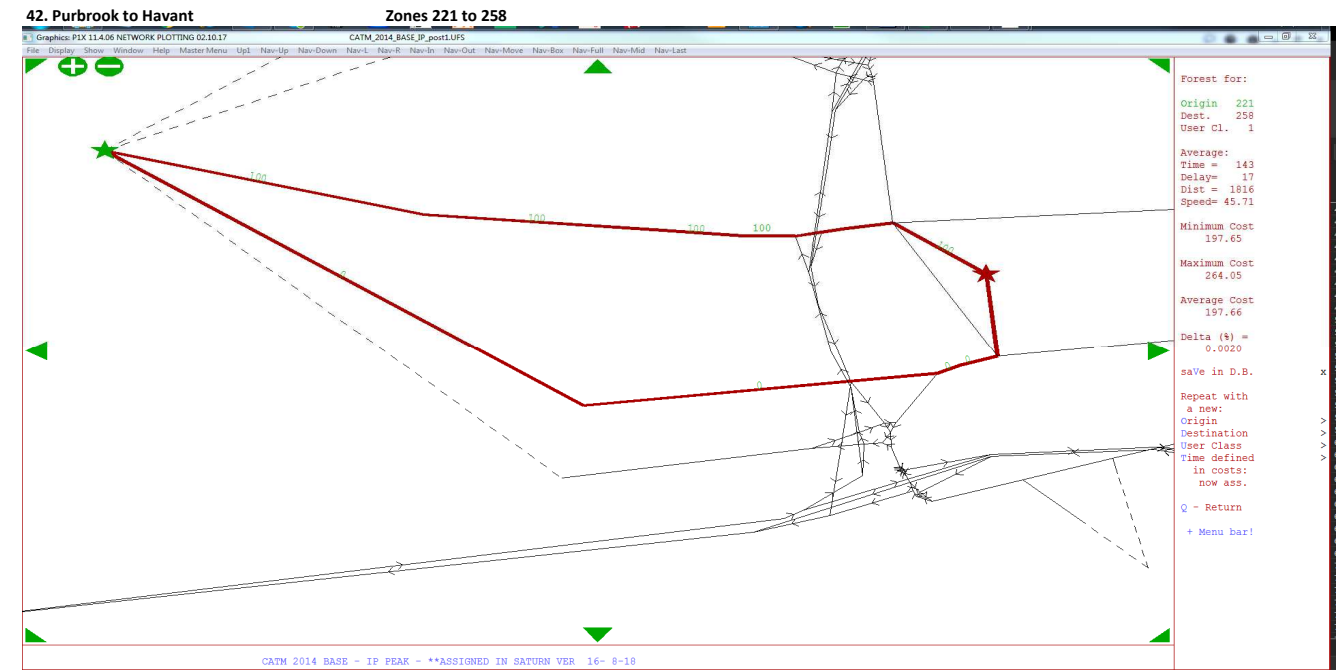 42. Purbrook to Havant Zones 221 to 258
Graphics: P1X 11.4.06 NETWORK PLOTTING 02.10.17 CATM_2014_BASE_IP_post1.UFS
File Display Show Window Help Master Menu Up1 Nav-Up Nav-Down Nav-L Nav-R Nav-In Nav-Out Nav-Move Nav-Box Nav-Full Nav-Mid Nav-Last
Forest for:
Origin 221
Dest. 258
User Cl. 1
Average:
Time = 143
Delay= 17
Dist = 1816
Speed= 45.71
Minimum Cost
197.65
Maximum Cost
264.05
Average Cost
197.66
Delta (%) =
0.0020
saVe in D.B. x
Repeat with
a new:
Origin >
Destination >
User Class >
Time defined >
in costs:
now ass.
Q - Return
+ Menu bar!
100
100
100
100
100
0
0
0
0
CATM 2014 BASE - IP PEAK - **ASSIGNED IN SATURN VER 16- 8-18